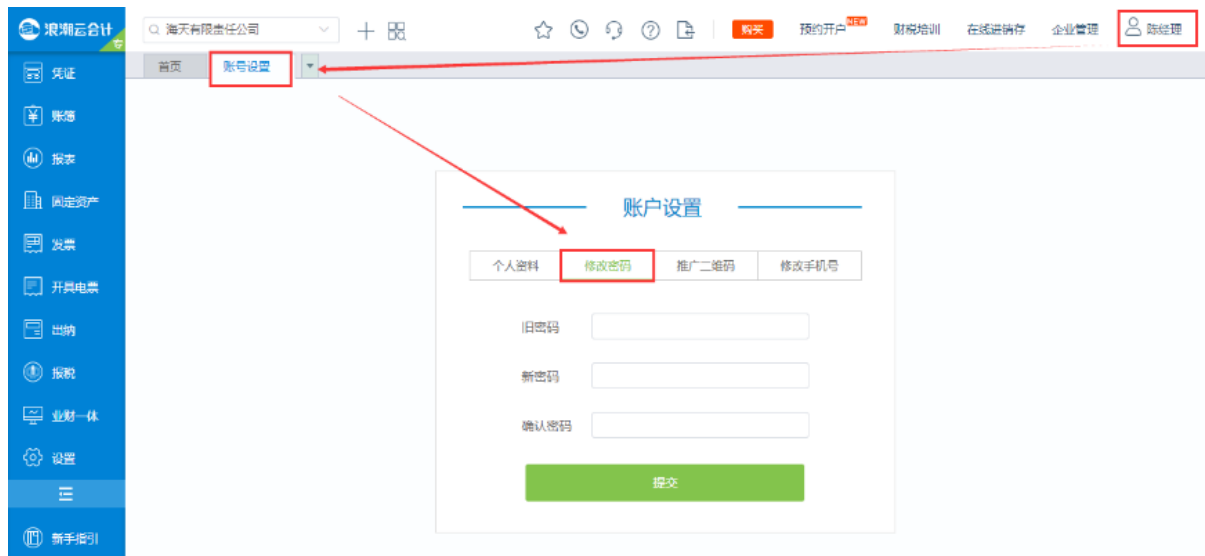 浪潮云会计
专
海天有限责任公司
购买
预约开户
NEW
财税培训
在线进销存
企业管理
陈经理
首页
账号设置
凭证
账簿
报表
固定资产
发票
开具电票
出纳
报税
业财一体
设置
新手指引
账户设置
个人资料
修改密码
推广二维码
修改手机号
旧密码
新密码
确认密码
提交